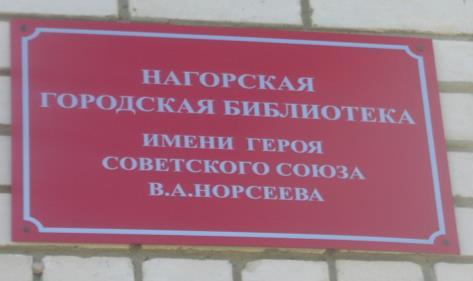 НАГОРСКАЯ
ГОРОДСКАЯ БИБЛИОТЕКА
ИМЕНИ ГЕРОЯ
СОВЕТСКОГО СОЮЗА
В.А.НОРСЕЕВА